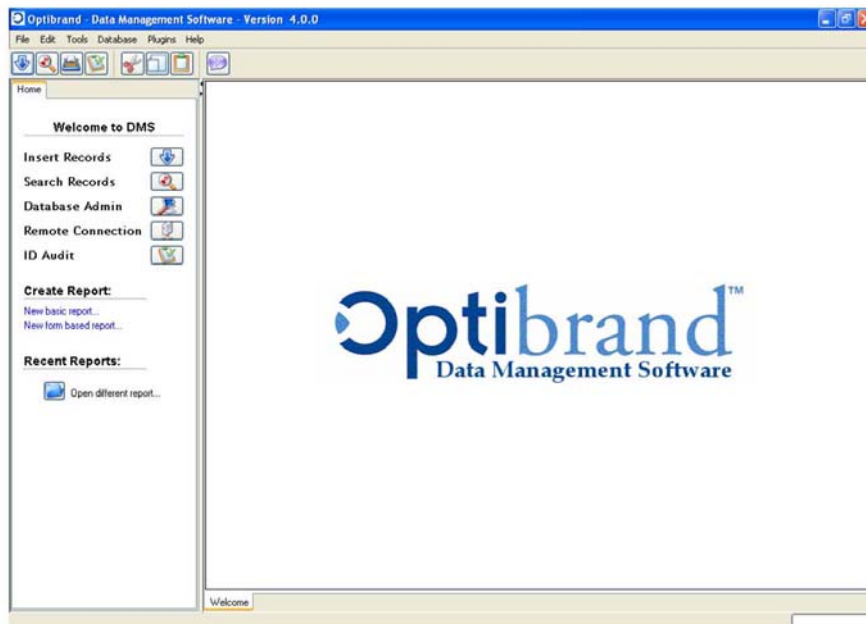 Optibrand - Data Management Software - Version 4.0.0
File Edit Tools Database Plugins Help
Home
Welcome to DMS
Insert Records
Search Records
Database Admin
Remote Connection
ID Audit
Create Report:
New basic report...
New form based report...
Recent Reports:
Open different report...
Optibrand™
Data Management Software
Welcome